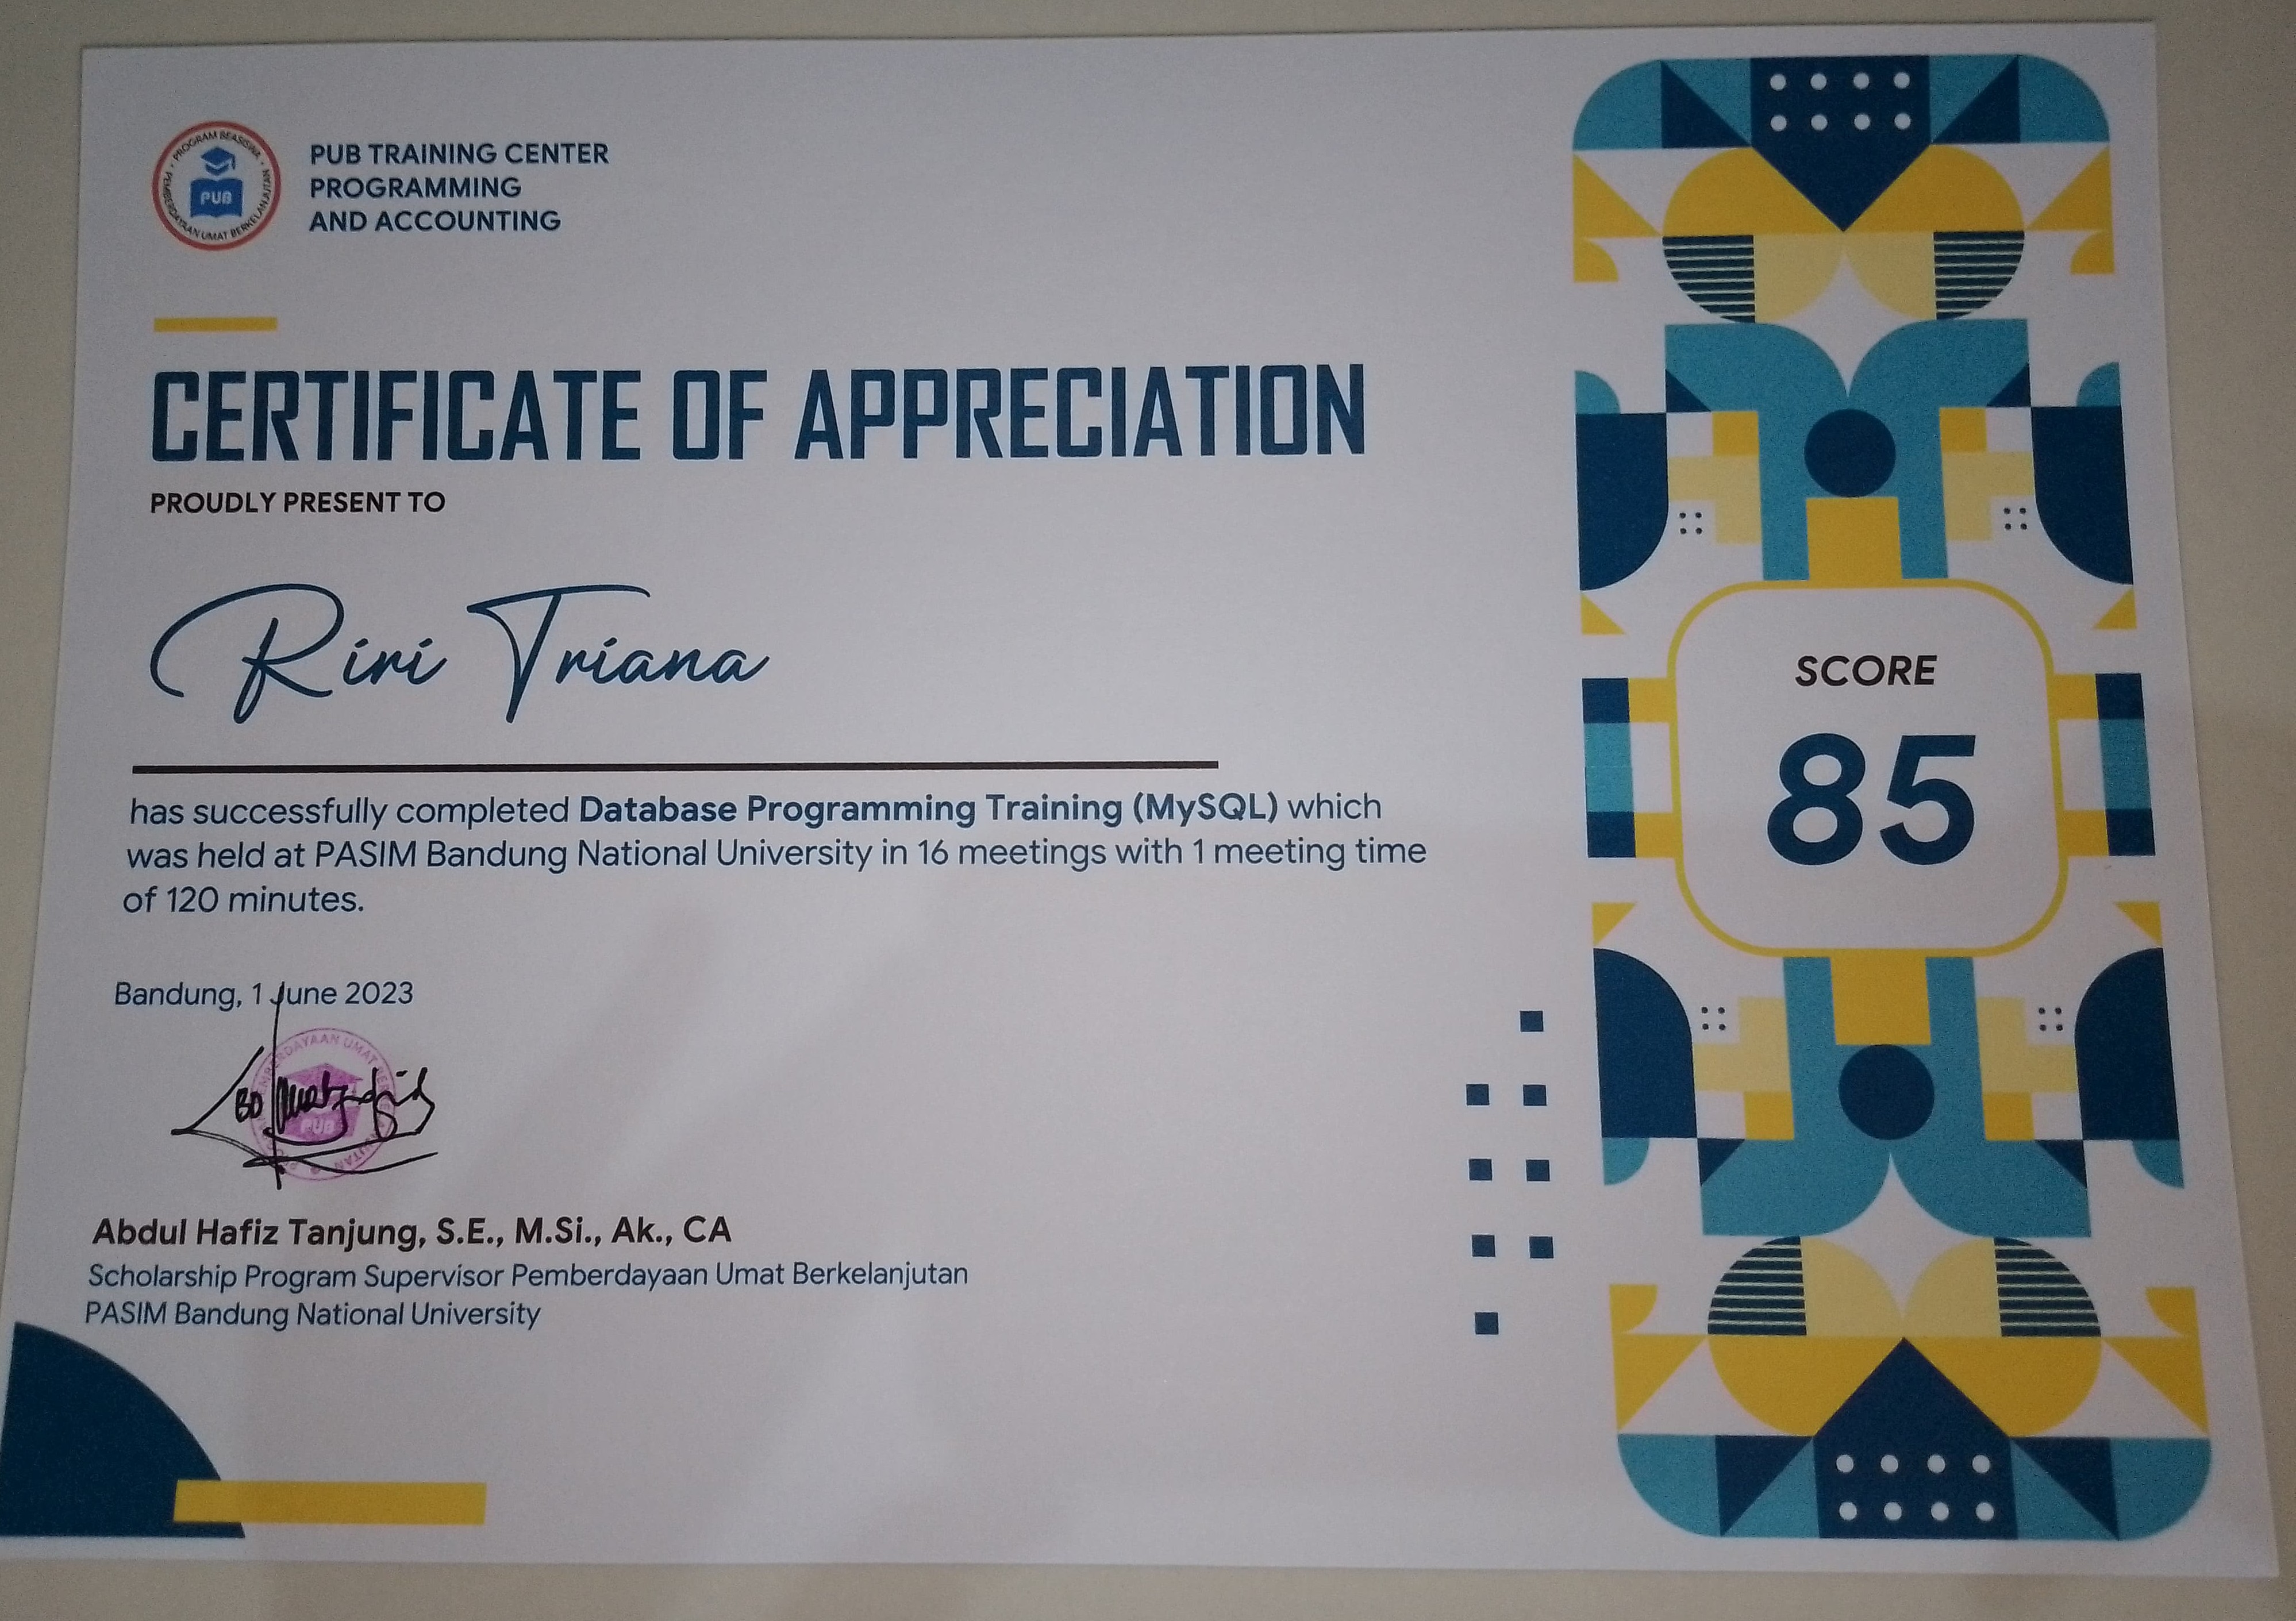 PROGRAM BEASISWA
PEMBERDAYAAN UMAT BERKELANJUTAN
PUB
PUB TRAINING CENTER
PROGRAMMING
AND ACCOUNTING
CERTIFICATE OF APPRECIATION
PROUDLY PRESENT TO
Riri Triana
has successfully completed Database Programming Training (MySQL) which
was held at PASIM Bandung National University in 16 meetings with 1 meeting time
of 120 minutes.
SCORE
85
Bandung, 1 June 2023
UMAT
PUB
Abdul Hafiz Tanjung, S.E., M.Si., Ak., CA
Scholarship Program Supervisor Pemberdayaan Umat Berkelanjutan
PASIM Bandung National University